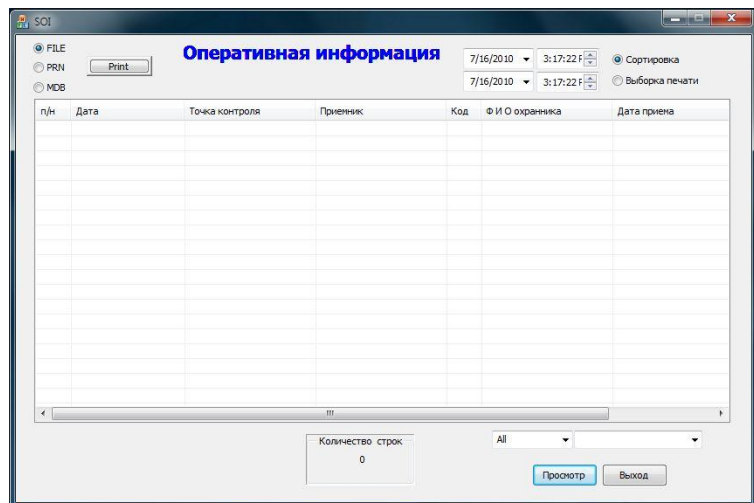 SOI
FILE
PRN
MDB
Print
Оперативная информация
7/16/2010 3:17:22 F
7/16/2010 3:17:22 F
Сортировка
Выборка печати
п/н Дата Точка контроля Приемник Код Ф И О охранника Дата приема
Количество строк
0
All
Просмотр Выход